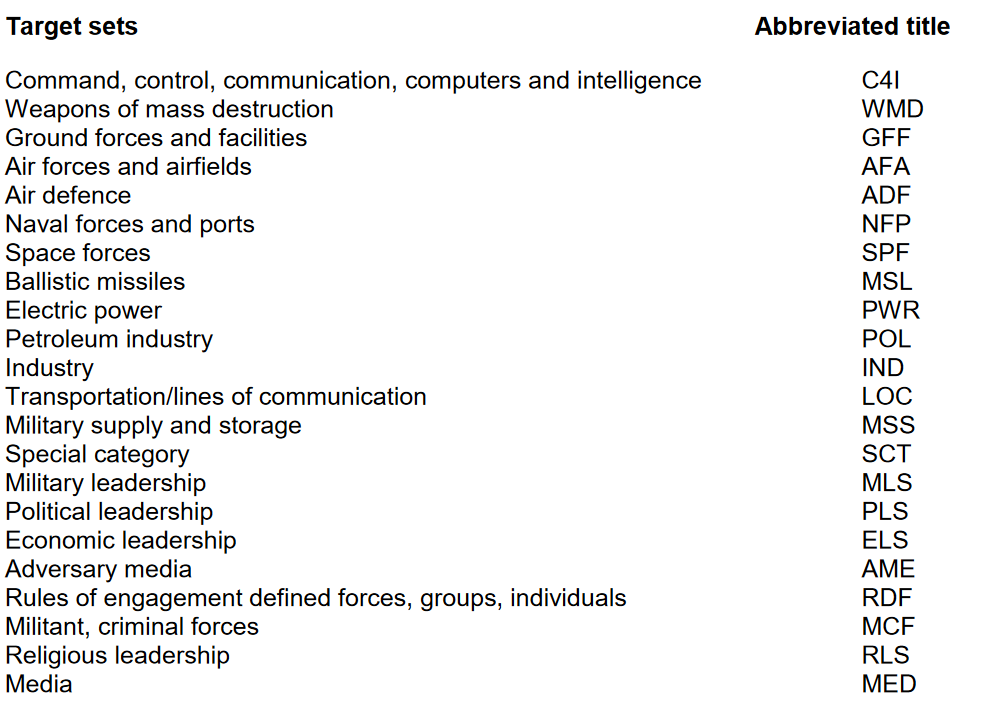 Target sets Abbreviated title
Command, control, communication, computers and intelligence C4I
Weapons of mass destruction WMD
Ground forces and facilities GFF
Air forces and airfields AFA
Air defence ADF
Naval forces and ports NFP
Space forces SPF
Ballistic missiles MSL
Electric power PWR
Petroleum industry POL
Industry IND
Transportation/lines of communication LOC
Military supply and storage MSS
Special category SCT
Military leadership MLS
Political leadership PLS
Economic leadership ELS
Adversary media AME
Rules of engagement defined forces, groups, individuals RDF
Militant, criminal forces MCF
Religious leadership RLS
Media MED